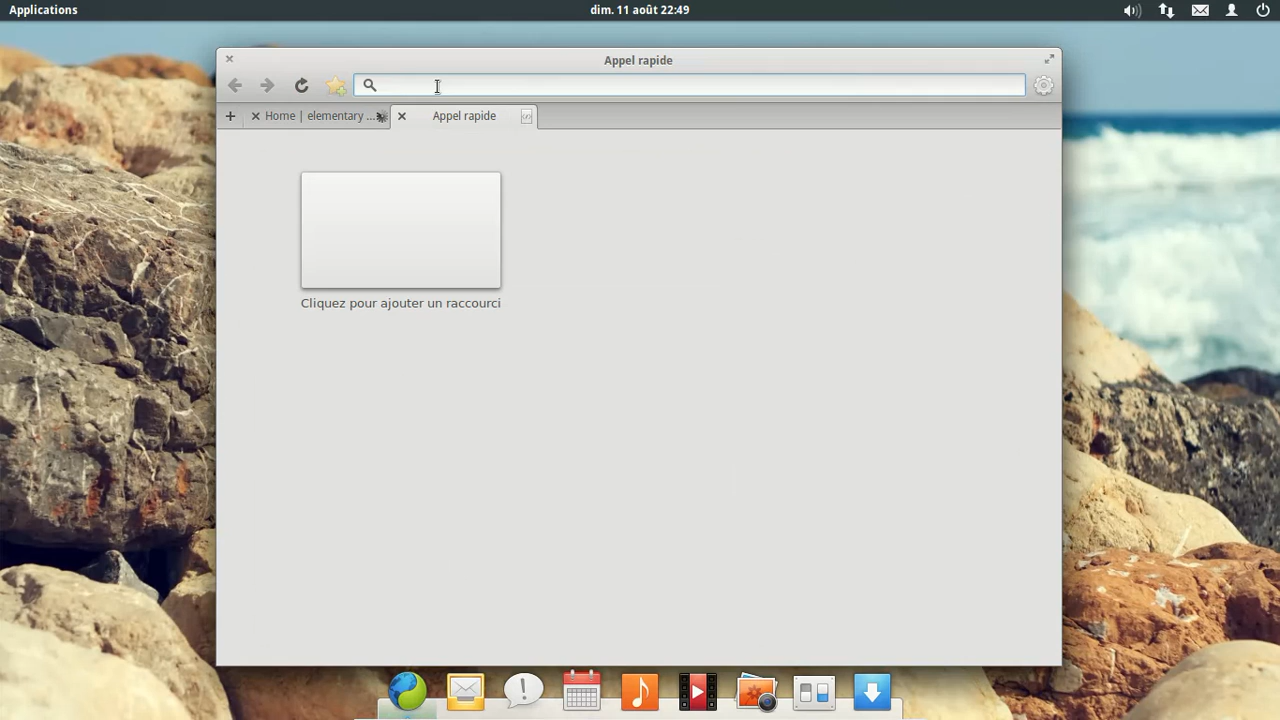 Applications
dim. 11 août 22:49
Appel rapide
Home | elementary ...
Appel rapide
Cliquez pour ajouter un raccourci